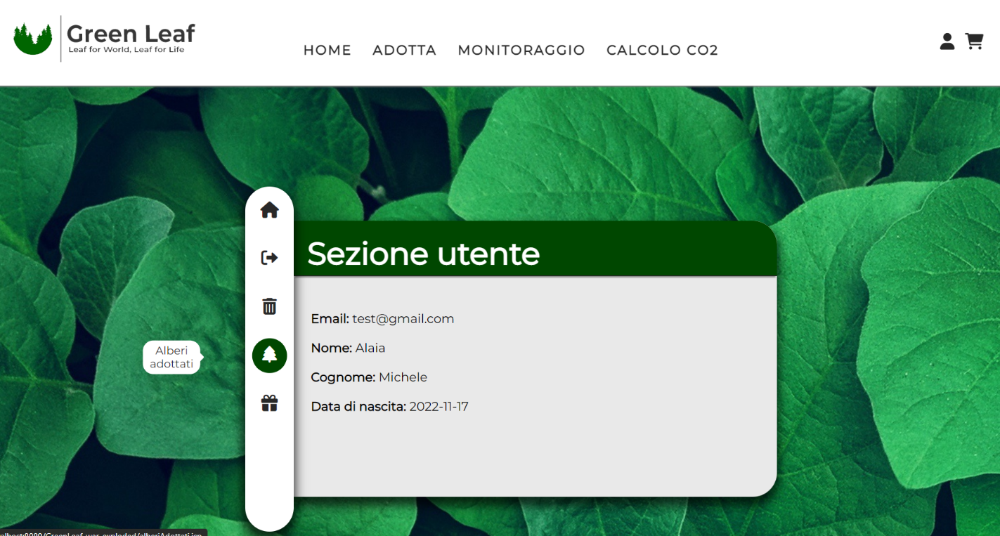 Green Leaf
Leaf for World, Leaf for Life
HOME ADOTTA MONITORAGGIO CALCOLO CO2
Sezione utente
Email: test@gmail.com
Nome: Alaia
Alberi
adottati
Cognome: Michele
Data di nascita: 2022-11-17